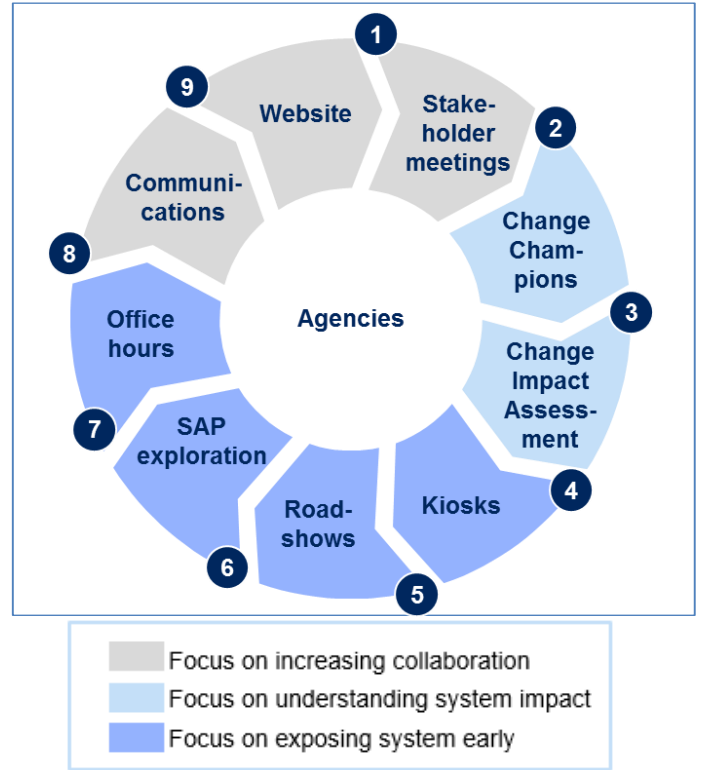 1
Stake-
holder
meetings
2
Change
Cham-
pions
3
Change
Impact
Assess-
ment
4
Kiosks
5
Road-
shows
6
SAP
exploration
7
Office
hours
8
Communi-
cations
9
Website
Agencies
Focus on increasing collaboration
Focus on understanding system impact
Focus on exposing system early